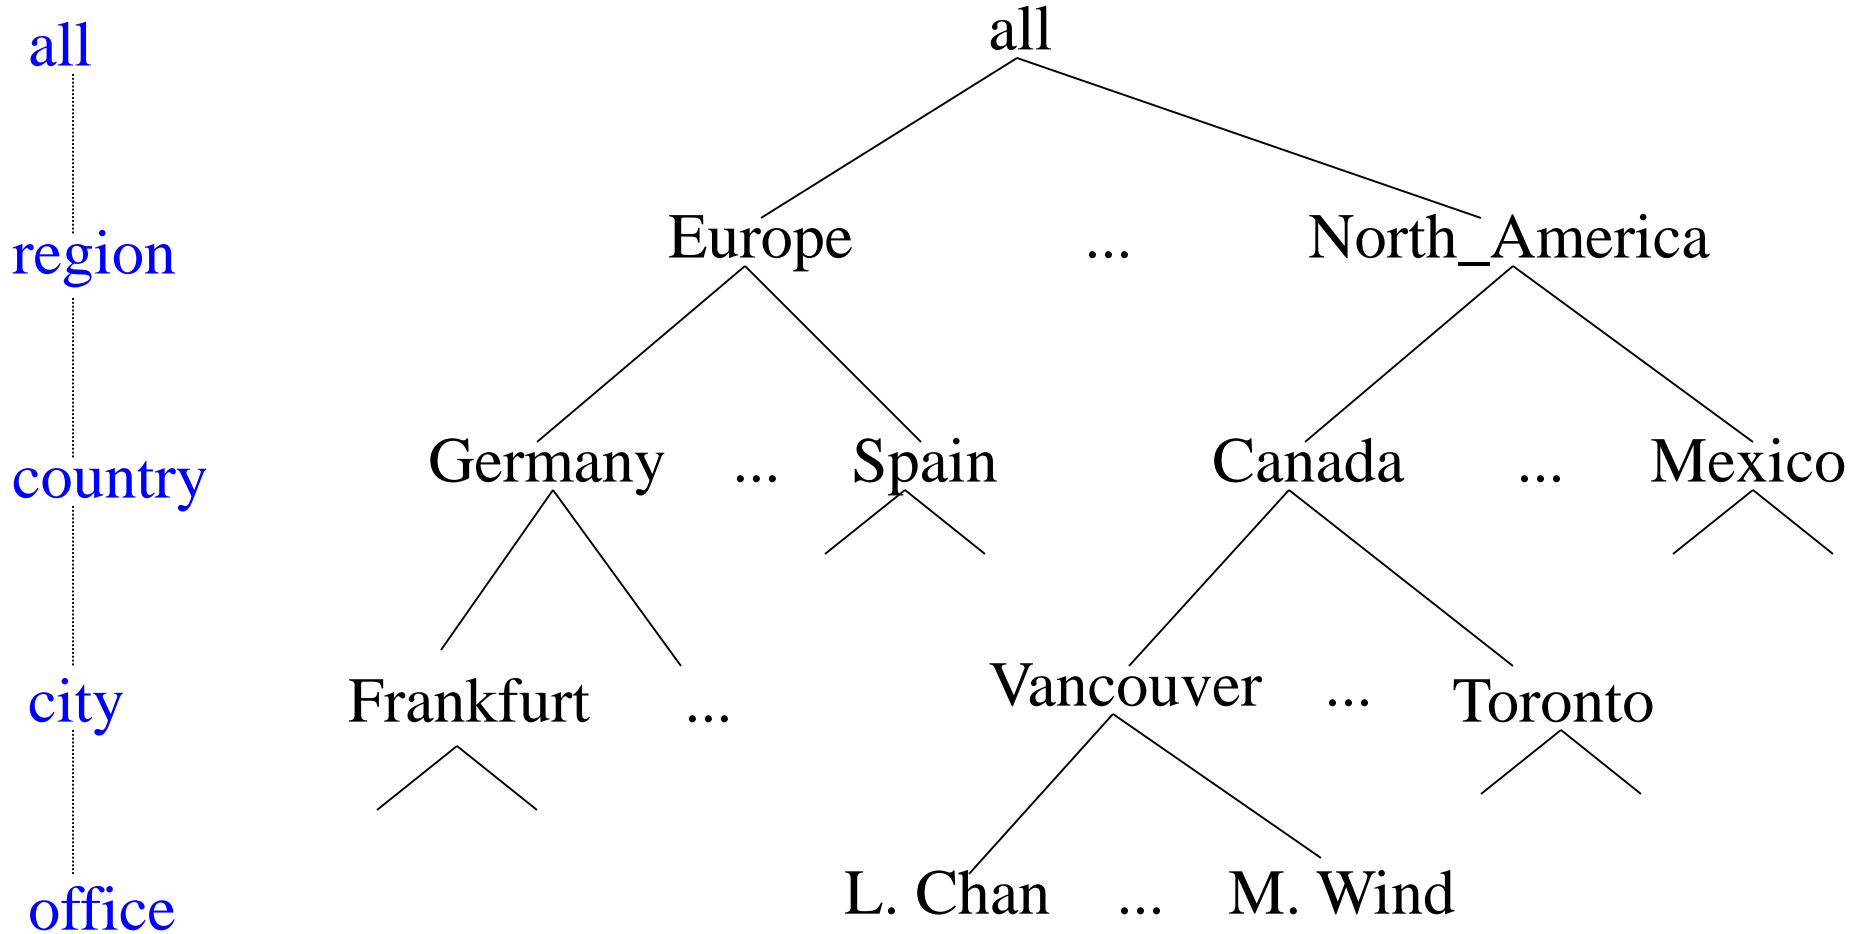 all all
region Europe ... North_America
country Germany ... Spain Canada ... Mexico
city Frankfurt ... Vancouver ... Toronto
office L. Chan ... M. Wind